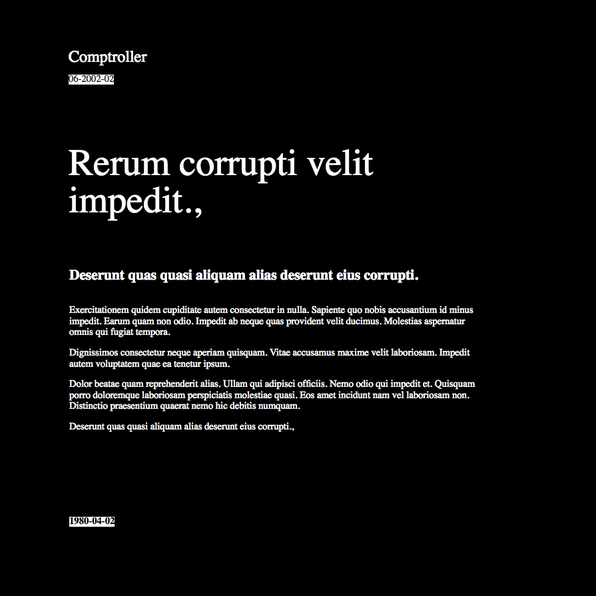 Comptroller
06-2002-02
Rerum corrupti velit
impedit.,
Deserunt quas quasi aliquam alias deserunt eius corrupti.
Exercitationem quidem cupiditate autem consectetur in nulla. Sapiente quo nobis accusantium id minus
impedit. Earum quam non odio. Impedit ab neque quas provident velit ducimus. Molestias aspernatur
omnis qui fugiat tempora.
Dignissimos consectetur neque aperiam quisquam. Vitae accusamus maxime velit laboriosam. Impedit
autem voluptatem quae ea tenetur ipsum.
Dolor beatae quam reprehenderit alias. Ullam qui adipisci officiis. Nemo odio qui impedit et. Quisquam
porro doloremque laboriosam perspiciatis molestiae quasi. Eos amet incidunt nam vel laboriosam non.
Distinctio praesentium quaerat nemo hic debitis numquam.
Deserunt quas quasi aliquam alias deserunt eius corrupti.,
1980-04-02